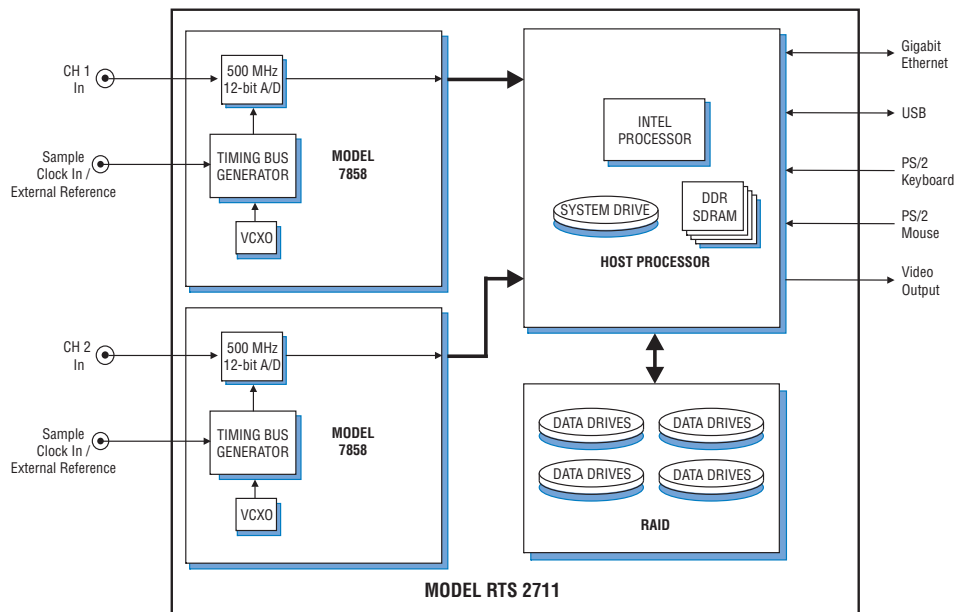 CH 1
In
500 MHz
12-bit A/D
Sample
Clock In /
External Reference
TIMING BUS
GENERATOR
VCXO
MODEL
7858
CH 2
In
500 MHz
12-bit A/D
Sample
Clock In /
External Reference
TIMING BUS
GENERATOR
VCXO
MODEL
7858
INTEL
PROCESSOR
SYSTEM DRIVE
DDR
SDRAM
HOST PROCESSOR
Gigabit
Ethernet
USB
PS/2
Keyboard
PS/2
Mouse
Video
Output
DATA DRIVES
DATA DRIVES
DATA DRIVES
DATA DRIVES
RAID
MODEL RTS 2711